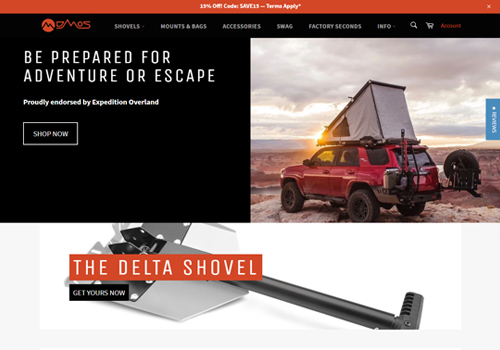 15% Off! Code: SAVE15 — Terms Apply*
×
DMOS
SHOVELS
MOUNTS & BAGS
ACCESSORIES
SWAG
FACTORY SECONDS
INFO
Account
BE PREPARED FOR
ADVENTURE OR ESCAPE
Proudly endorsed by Expedition Overland
SHOP NOW
★ REVIEWS
THE DELTA SHOVEL
GET YOURS NOW